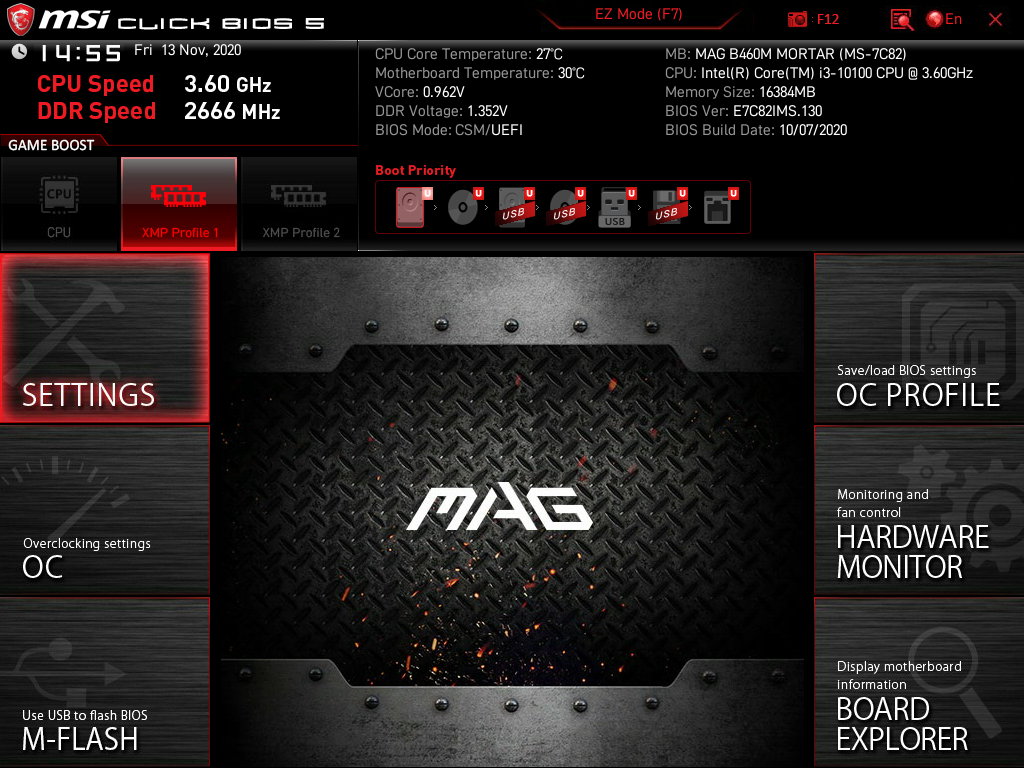 msi CLICK BIOS 5
EZ Mode (F7)
: F12
En
14:55 Fri 13 Nov, 2020
CPU Speed 3.60 GHz
DDR Speed 2666 MHz
GAME BOOST
CPU
CPU
XMP Profile 1
XMP Profile 2
CPU Core Temperature: 27°C
Motherboard Temperature: 30°C
VCore: 0.962V
DDR Voltage: 1.352V
BIOS Mode: CSM/UEFI
MB: MAG B460M MORTAR (MS-7C82)
CPU: Intel(R) Core(TM) i3-10100 CPU @ 3.60GHz
Memory Size: 16384MB
BIOS Ver: E7C82IMS.130
BIOS Build Date: 10/07/2020
Boot Priority
U U U U U U U
USB USB USB USB
SETTINGS
Overclocking settings
OC
Use USB to flash BIOS
M-FLASH
MAG
Save/load BIOS settings
OC PROFILE
Monitoring and
fan control
HARDWARE
MONITOR
Display motherboard
information
BOARD
EXPLORER